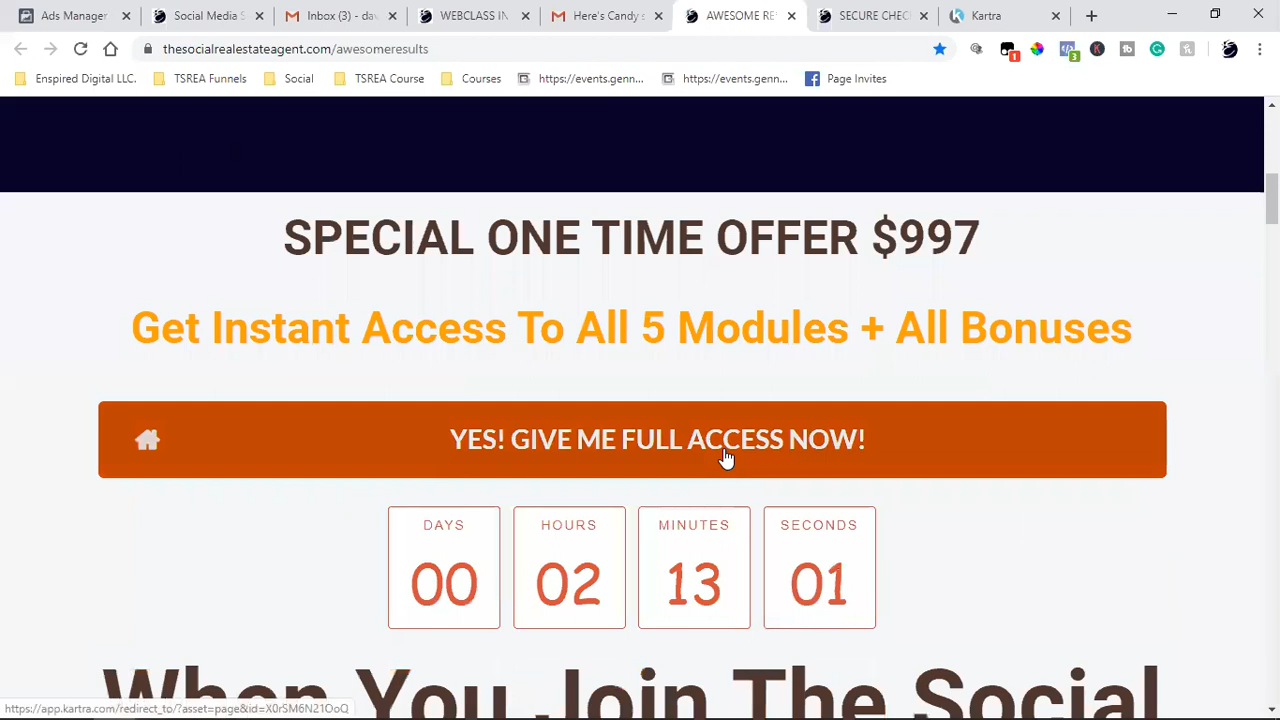 Ads Manager
Social Media S
Inbox (3) - da
WEBCLASS IN
Here's Candy s
AWESOME RE
SECURE CHEC
Kartra
thesocialrealestateagent.com/awesomeresults
1
3
Enspired Digital LLC.
TSREA Funnels
Social
TSREA Course
Courses
https://events.genn...
https://events.genn...
Page Invites
SPECIAL ONE TIME OFFER $997
Get Instant Access To All 5 Modules + All Bonuses
YES! GIVE ME FULL ACCESS NOW!
DAYS HOURS MINUTES SECONDS
00 02 13 01
When You Join The Social
https://app.kartra.com/redirect_to/?asset=page&id=X0rSM6N21OoQ